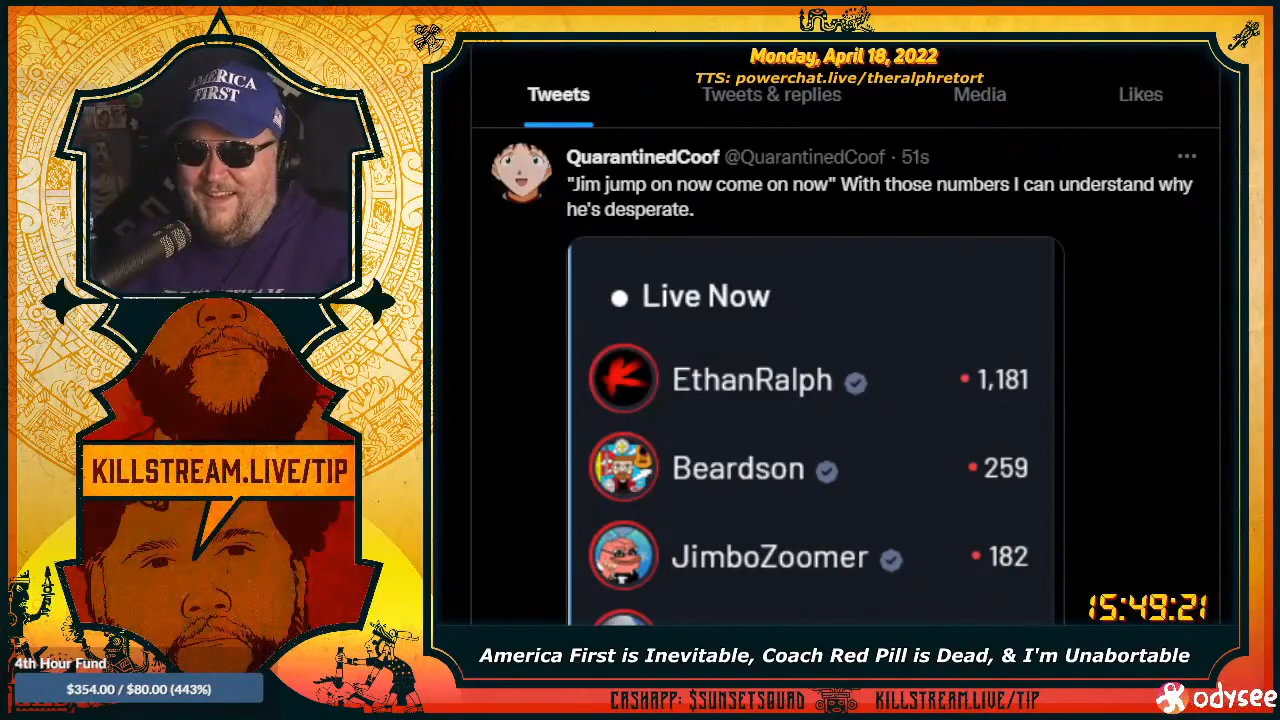 Monday, April 18, 2022
TTS: powerchat.live/theralphretort
AMERICA
FIRST
Tweets
Tweets & replies
Media
Likes
QuarantinedCoof @QuarantinedCoof · 51s
"Jim jump on now come on now" With those numbers I can understand why
he's desperate.
Live Now
EthanRalph
1,181
Beardson
259
JimboZoomer
182
KILLSTREAM.LIVE/TIP
15:49:21
4th Hour Fund
$354.00 / $80.00 (443%)
America First is Inevitable, Coach Red Pill is Dead, & I'm Unabortable
CASHAPP: $SUNSETSQUAD
KILLSTREAM.LIVE/TIP
odysee